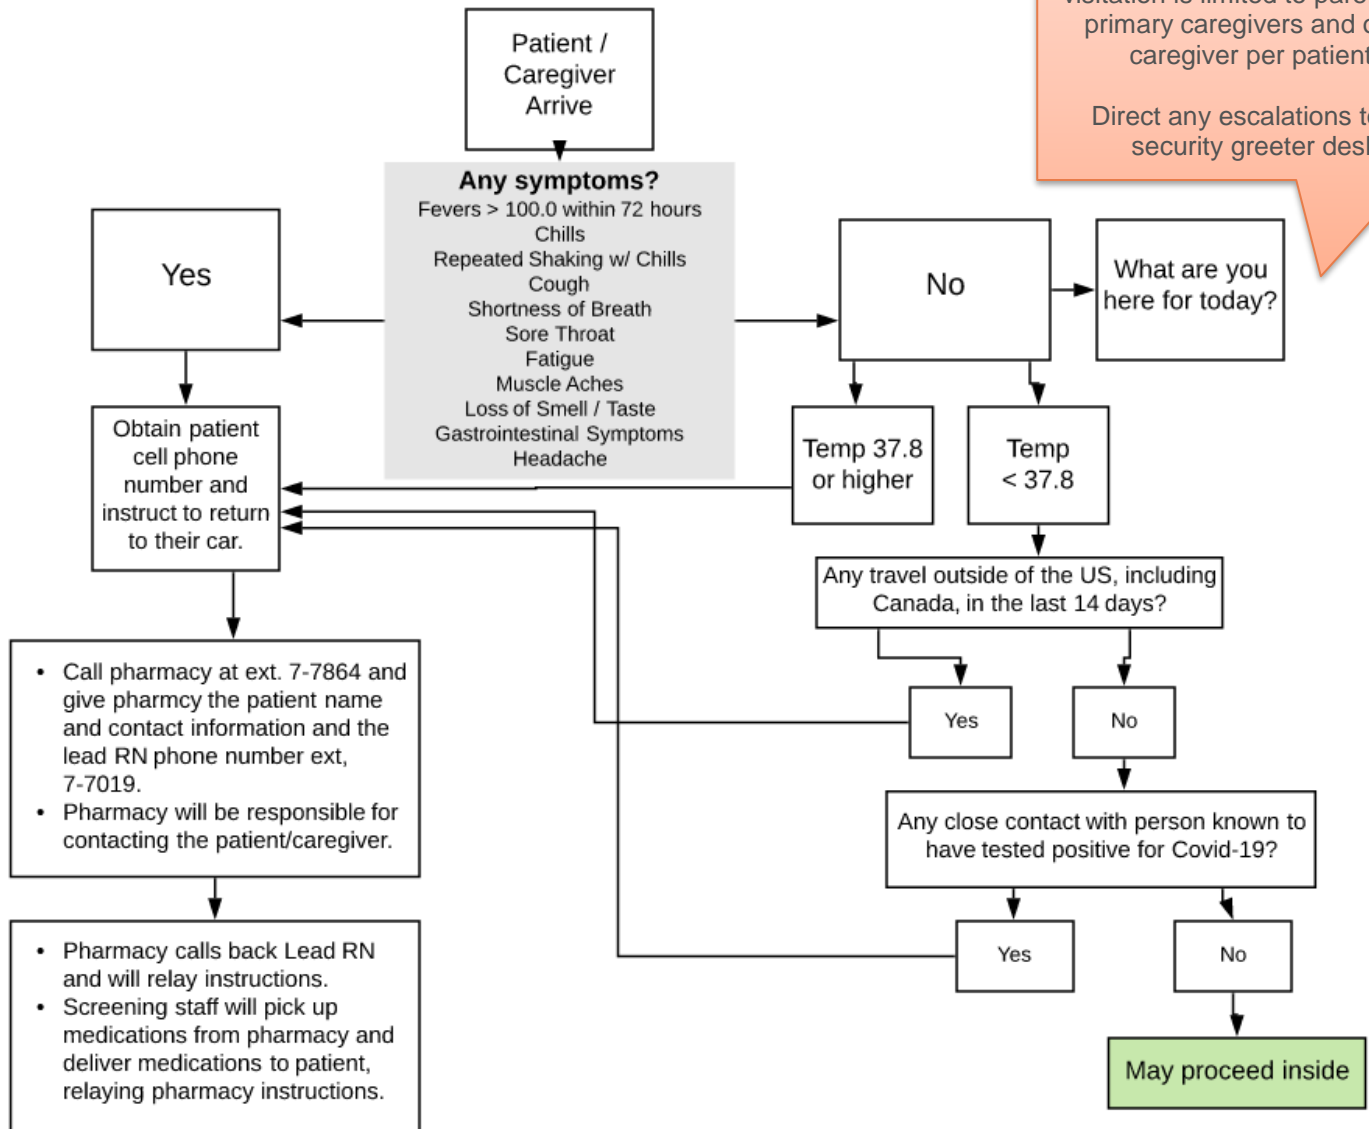 Patient /
Caregiver
Arrive
visitation is limited to
primary caregivers and
caregiver per patient
Direct any escalations
security greeter
Any symptoms?
Fevers > 100.0 within 72 hours
Chills
Repeated Shaking w/ Chills
Cough
Shortness of Breath
Sore Throat
Fatigue
Muscle Aches
Loss of Smell / Taste
Gastrointestinal Symptoms
Headache
Yes
No
What are you
here for today?
Obtain patient
cell phone
number and
instruct to return
to their car.
Temp 37.8
or higher
Temp
< 37.8
Any travel outside of the US, including
Canada, in the last 14 days?
Yes
No
• Call pharmacy at ext. 7-7864 and
give pharmcy the patient name
and contact information and the
lead RN phone number ext,
7-7019.
• Pharmacy will be responsible for
contacting the patient/caregiver.
Any close contact with person known to
have tested positive for Covid-19?
Yes
No
• Pharmacy calls back Lead RN
and will relay instructions.
• Screening staff will pick up
medications from pharmacy and
deliver medications to patient,
relaying pharmacy instructions.
May proceed inside